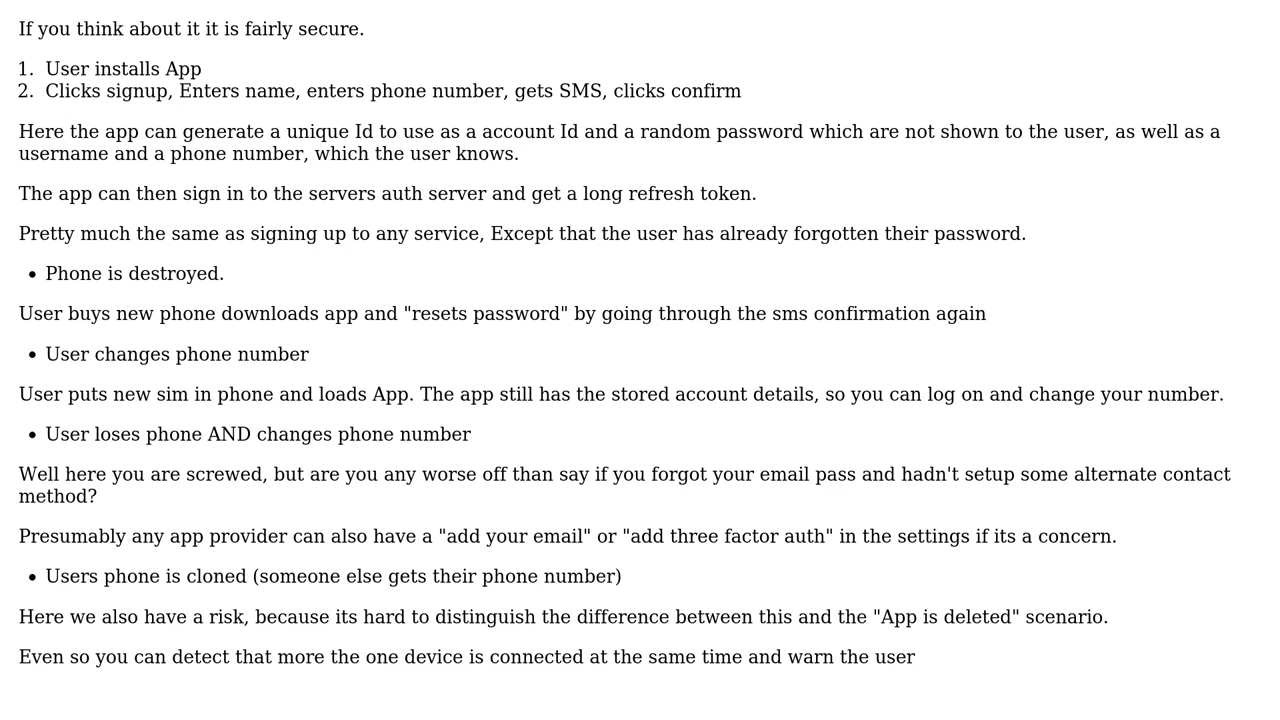 If you think about it it is fairly secure.
1. User installs App
2. Clicks signup, Enters name, enters phone number, gets SMS, clicks confirm
Here the app can generate a unique Id to use as a account Id and a random password which are not shown to the user, as well as a
username and a phone number, which the user knows.
The app can then sign in to the servers auth server and get a long refresh token.
Pretty much the same as signing up to any service, Except that the user has already forgotten their password.
• Phone is destroyed.
User buys new phone downloads app and "resets password" by going through the sms confirmation again
• User changes phone number
User puts new sim in phone and loads App. The app still has the stored account details, so you can log on and change your number.
• User loses phone AND changes phone number
Well here you are screwed, but are you any worse off than say if you forgot your email pass and hadn't setup some alternate contact
method?
Presumably any app provider can also have a "add your email" or "add three factor auth" in the settings if its a concern.
• Users phone is cloned (someone else gets their phone number)
Here we also have a risk, because its hard to distinguish the difference between this and the "App is deleted" scenario.
Even so you can detect that more the one device is connected at the same time and warn the user